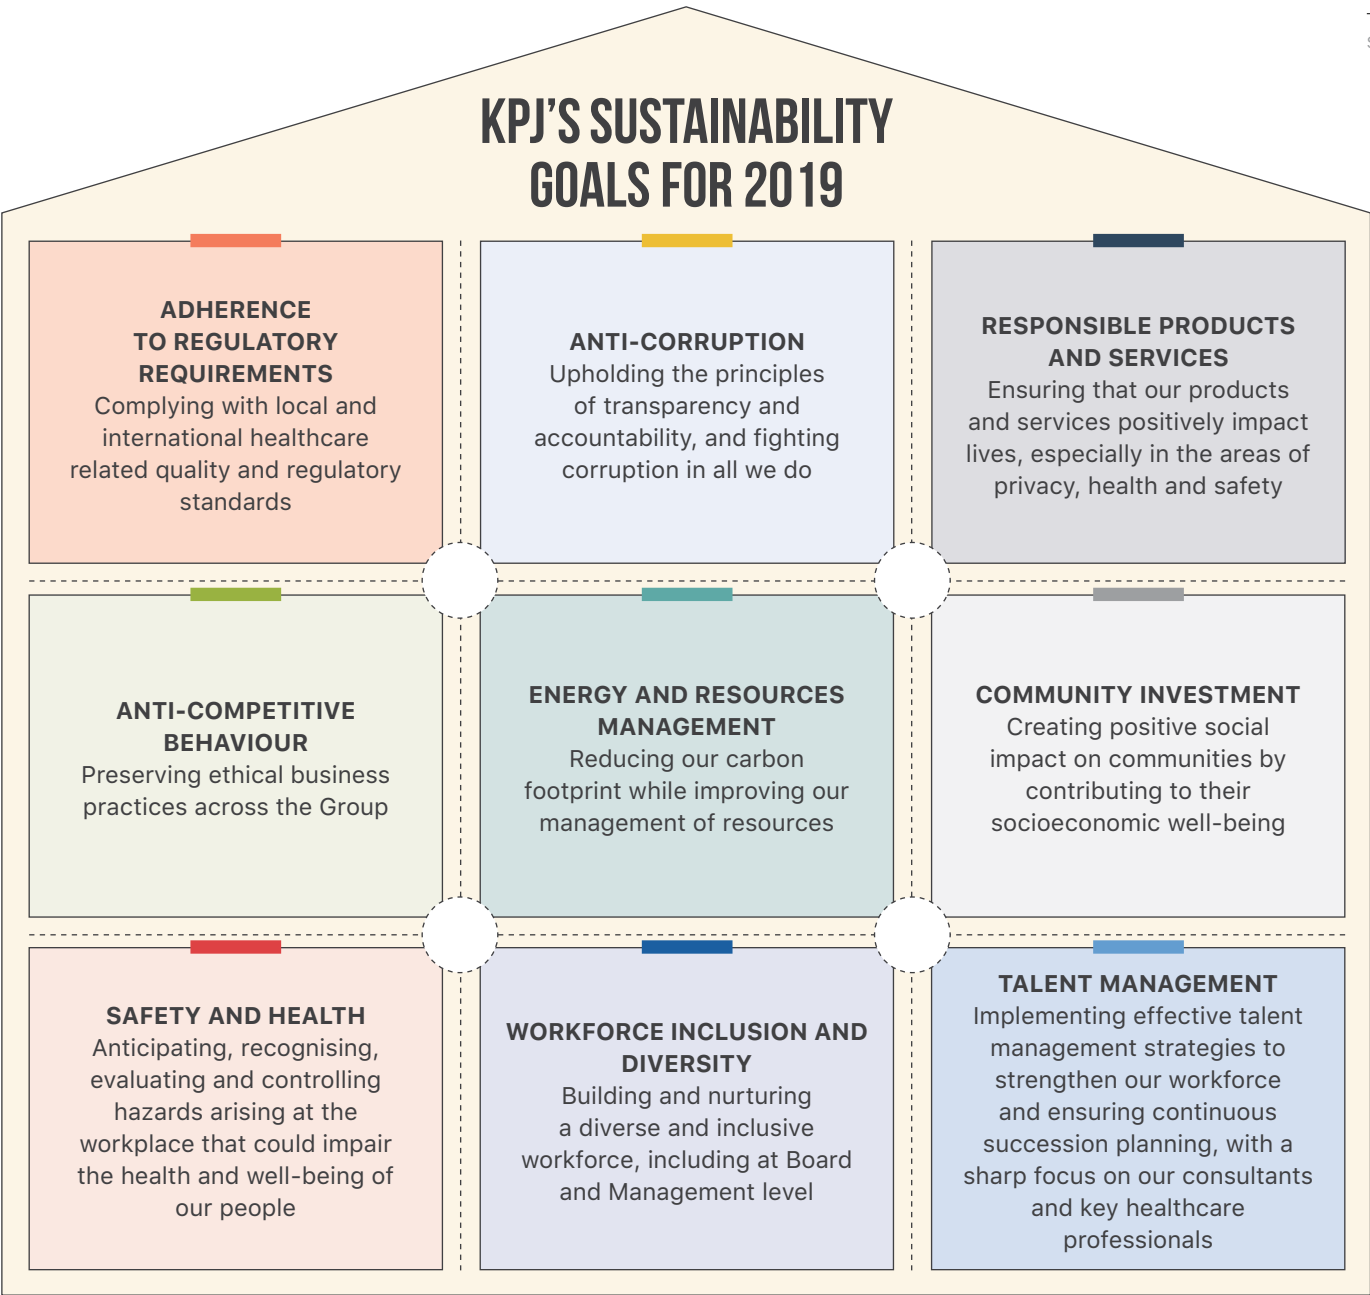 KPJ’S SUSTAINABILITY
GOALS FOR 2019
ADHERENCE
TO REGULATORY
REQUIREMENTS
Complying with local and
international healthcare
related quality and regulatory
standards
ANTI-CORRUPTION
Upholding the principles
of transparency and
accountability, and fighting
corruption in all we do
RESPONSIBLE PRODUCTS
AND SERVICES
Ensuring that our products
and services positively impact
lives, especially in the areas of
privacy, health and safety
ANTI-COMPETITIVE
BEHAVIOUR
Preserving ethical business
practices across the Group
ENERGY AND RESOURCES
MANAGEMENT
Reducing our carbon
footprint while improving our
management of resources
COMMUNITY INVESTMENT
Creating positive social
impact on communities by
contributing to their
socioeconomic well-being
SAFETY AND HEALTH
Anticipating, recognising,
evaluating and controlling
hazards arising at the
workplace that could impair
the health and well-being of
our people
WORKFORCE INCLUSION AND
DIVERSITY
Building and nurturing
a diverse and inclusive
workforce, including at Board
and Management level
TALENT MANAGEMENT
Implementing effective talent
management strategies to
strengthen our workforce
and ensuring continuous
succession planning, with a
sharp focus on our consultants
and key healthcare
professionals